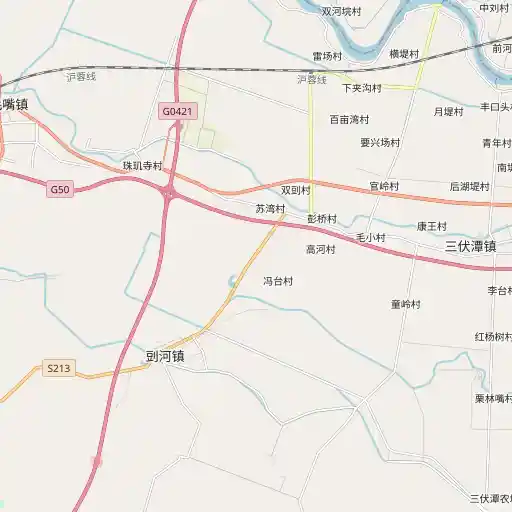 双河垸村
中刘村
雷场村
横堤村
前河
沪蓉线
沪蓉线
下夹沟村
嘴镇
G0421
百亩湾村
月堤村
丰口头村
要兴场村
青年村
珠玑寺村
南堤
G50
双剅村
官岭村
后湖堤村
苏湾村
彭桥村
康王村
毛小村
三伏潭镇
高河村
冯台村
李台村
童岭村
红杨树村
剅河镇
S213
栗林嘴村
三伏潭农场